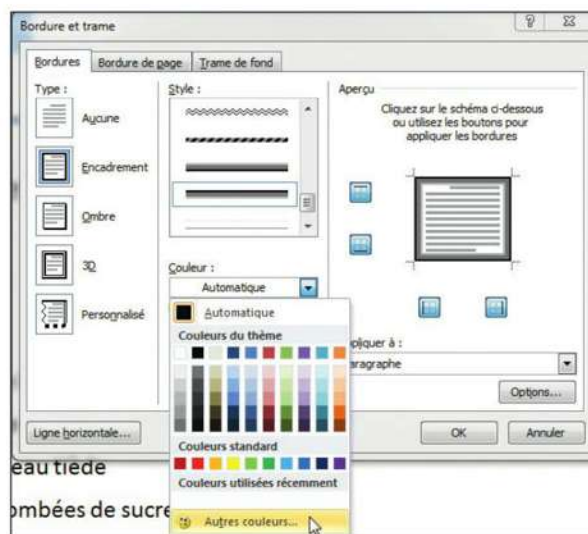 Bordure et trame
Bordures
Bordure de page
Trame de fond
Type :
Aucune
Encadrement
Ombre
3D
Personnalisé
Style :
Couleur :
Automatique
Automatique
Couleurs du thème
Couleurs standard
Couleurs utilisées récemment
Autres couleurs...
Aperçu
Cliquez sur le schéma ci-dessous
ou utilisez les boutons pour
appliquer les bordures
ppliquer à :
aragraphe
Options...
Ligne horizontale...
OK
Annuler
eau tiède
ombées de sucre